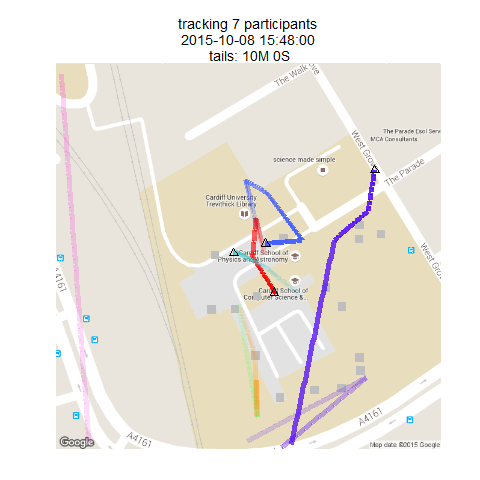 tracking 7 participants
2015-10-08 15:48:00
tails: 10M 0S
The Walk
West Grove
The Parade Esol Serv
MCA Consultants
science made simple
The Parade
Cardiff University
Trevithick Library
West Grove
Cardiff School of
Physics and Astronomy
A4161
Cardiff School of
Computer Science &...
A4161
A4161
Google
Map data ©2015 Google